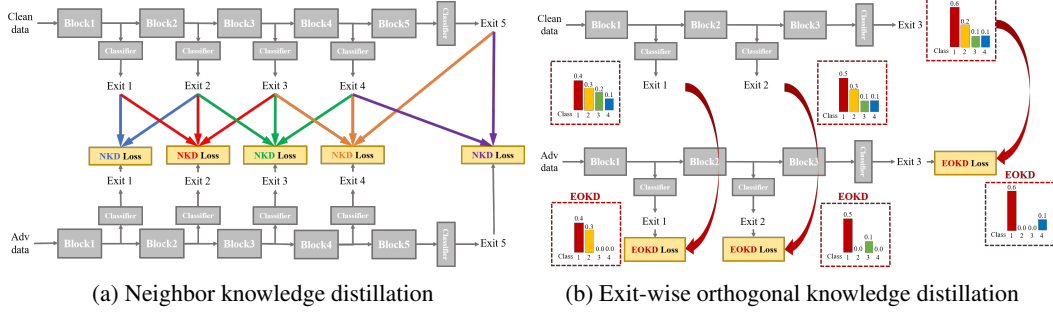 Clean data
Block1 Block2 Block3 Block4 Block5 Classifier Exit 5
Classifier Classifier Classifier Classifier
Exit 1 Exit 2 Exit 3 Exit 4
NKD Loss NKD Loss NKD Loss NKD Loss NKD Loss
Exit 1 Exit 2 Exit 3 Exit 4
Classifier Classifier Classifier Classifier
Adv data
Block1 Block2 Block3 Block4 Block5 Classifier Exit 5
(a) Neighbor knowledge distillation
Clean data
Block1 Block2 Block3 Classifier Exit 3
0.6 0.2 0.1 0.1
Class 1 2 3 4
Classifier Classifier
Exit 1 Exit 2
0.4 0.3 0.2 0.1
Class 1 2 3 4
0.5 0.3 0.1 0.1
Class 1 2 3 4
Adv data
Block1 Block2 Block3 Classifier Exit 3 EOKD Loss
Classifier Classifier
Exit 1 Exit 2
EOKD Loss EOKD Loss
EOKD
0.4 0.3 0.0 0.0
Class 1 2 3 4
EOKD
0.5 0.0 0.1 0.0
Class 1 2 3 4
EOKD
0.6 0.0 0.0 0.1
Class 1 2 3 4
(b) Exit-wise orthogonal knowledge distillation